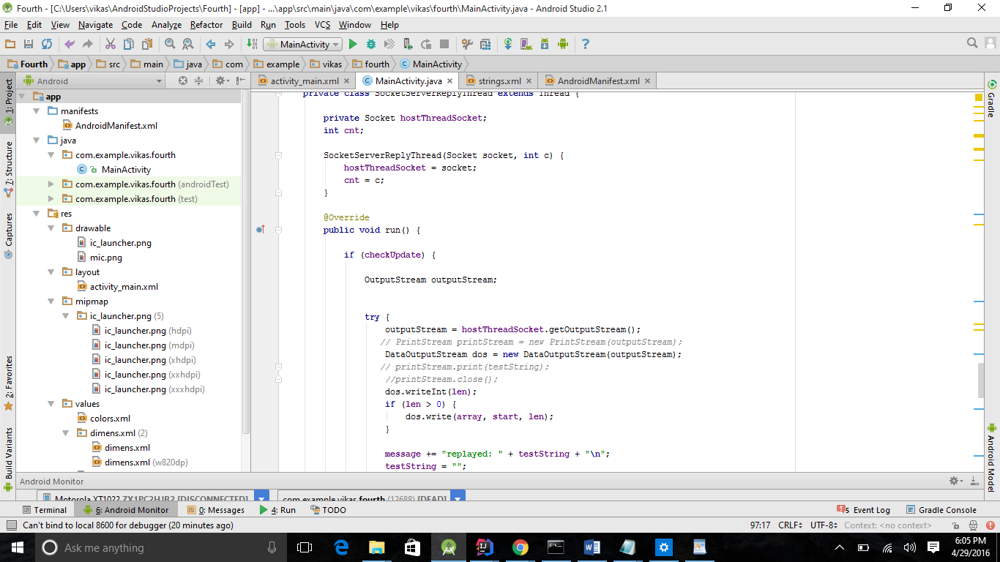 Fourth - [C:\Users\vikas\AndroidStudioProjects\Fourth] - [app] - ...\app\src\main\java\com\example\vikas\fourth\MainActivity.java - Android Studio 2.1
File Edit View Navigate Code Analyze Refactor Build Run Tools VCS Window Help
MainActivity
Fourth app src main java com example vikas fourth MainActivity
Android
activity_main.xml MainActivity.java strings.xml AndroidManifest.xml
1: Project
7: Structure
Captures
2: Favorites
Build Variants
app
manifests
AndroidManifest.xml
java
com.example.vikas.fourth
MainActivity
com.example.vikas.fourth (androidTest)
com.example.vikas.fourth (test)
res
drawable
ic_launcher.png
mic.png
layout
activity_main.xml
mipmap
ic_launcher.png (5)
ic_launcher.png (hdpi)
ic_launcher.png (mdpi)
ic_launcher.png (xhdpi)
ic_launcher.png (xxhdpi)
ic_launcher.png (xxxhdpi)
values
colors.xml
dimens.xml (2)
dimens.xml
dimens.xml (w820dp)
private class SocketServerReplyThread extends Thread {
private Socket hostThreadSocket;
int cnt;
SocketServerReplyThread(Socket socket, int c) {
hostThreadSocket = socket;
cnt = c;
}
@Override
public void run() {
if (checkUpdate) {
OutputStream outputStream;
try {
outputStream = hostThreadSocket.getOutputStream();
// PrintStream printStream = new PrintStream(outputStream);
DataOutputStream dos = new DataOutputStream(outputStream);
// printStream.print(testString);
//printStream.close();
dos.writeInt(len);
if (len > 0) {
dos.write(array, start, len);
}
message += "replayed: " + testString + "\n";
testString = "";
Gradle
Android Model
Android Monitor
Motorola XT1022 ZX1PC2HJB2 [DISCONNECTED] com.example.vikas.fourth (12688) [DEAD]
Terminal 6: Android Monitor 0: Messages 4: Run TODO 5 Event Log Gradle Console
Can't bind to local 8600 for debugger (20 minutes ago) 97:17 CRLF UTF-8 Context: <no context>
Ask me anything
6:05 PM
4/29/2016